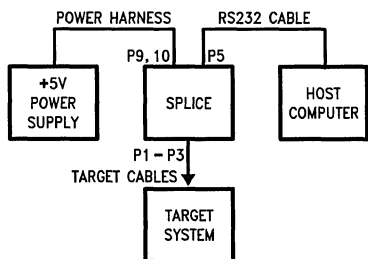 POWER HARNESS
RS232 CABLE
P9, 10
P5
+5V
POWER
SUPPLY
SPLICE
HOST
COMPUTER
P1 - P3
TARGET CABLES
TARGET
SYSTEM